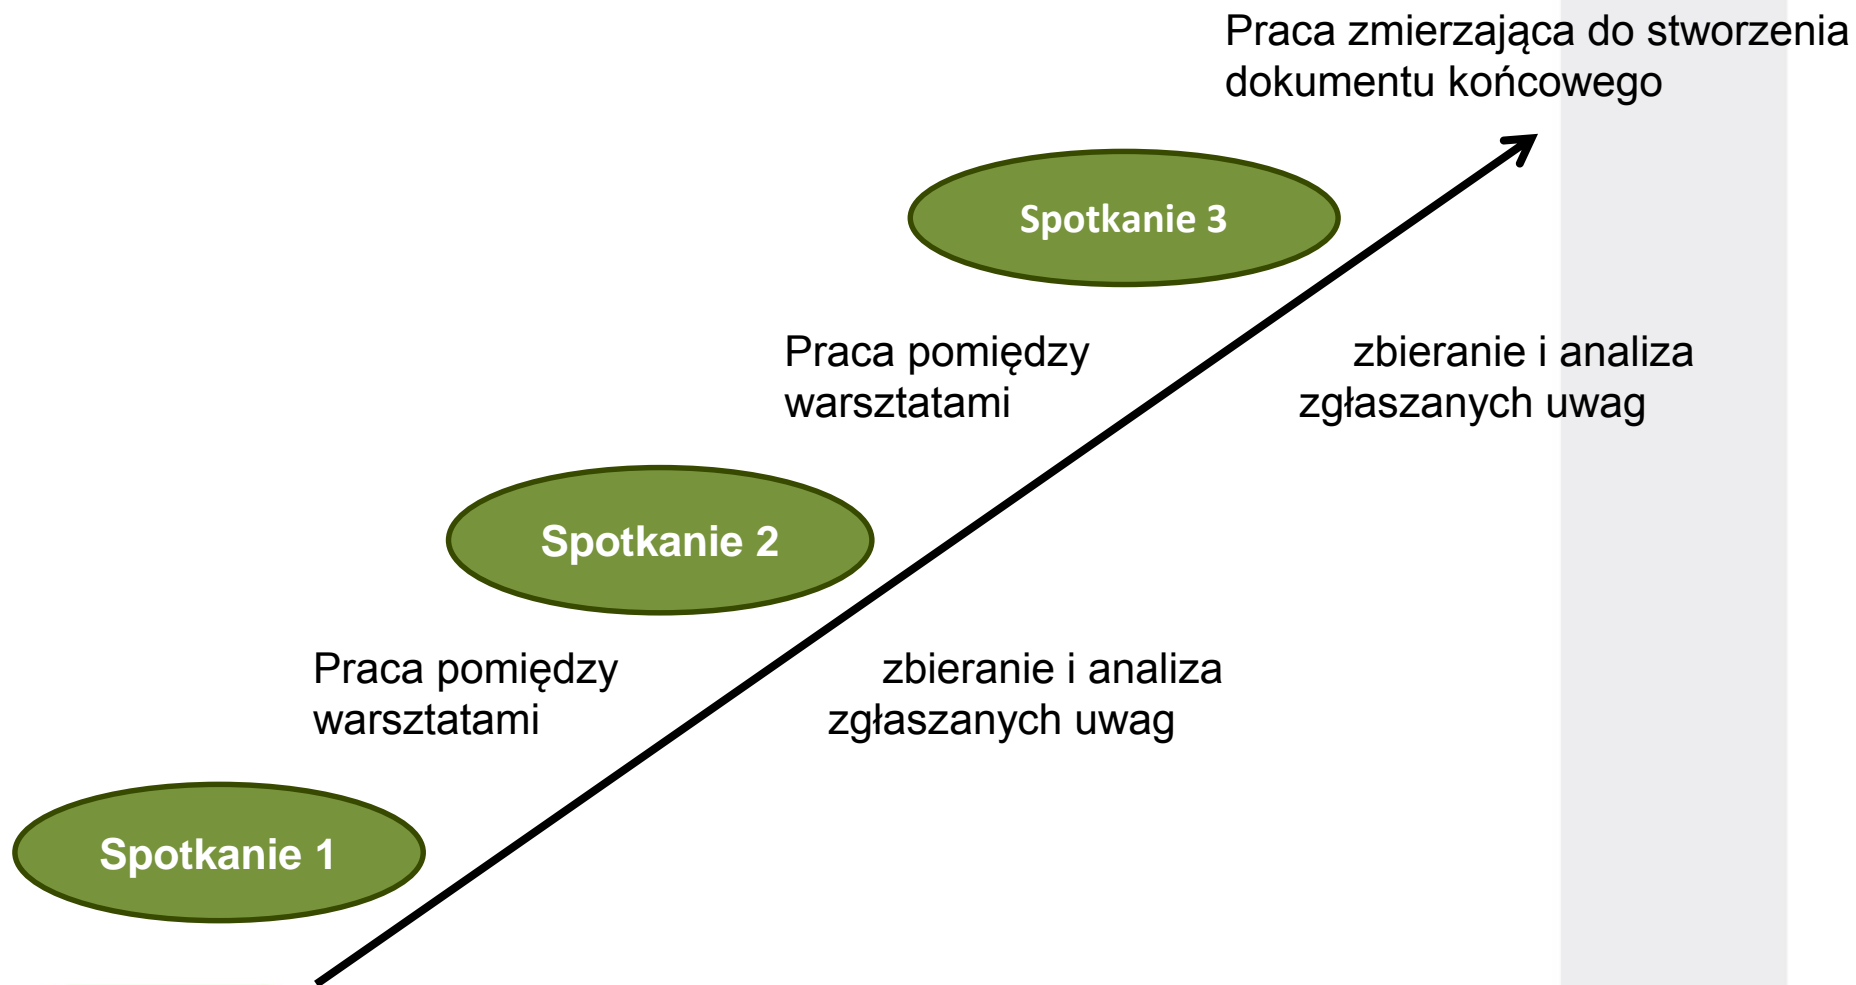 Praca zmierzająca do stworzenia
dokumentu końcowego
Spotkanie 3
Praca pomiędzy
warsztatami
zbieranie i analiza
zgłaszanych uwag
Spotkanie 2
Praca pomiędzy
warsztatami
zbieranie i analiza
zgłaszanych uwag
Spotkanie 1